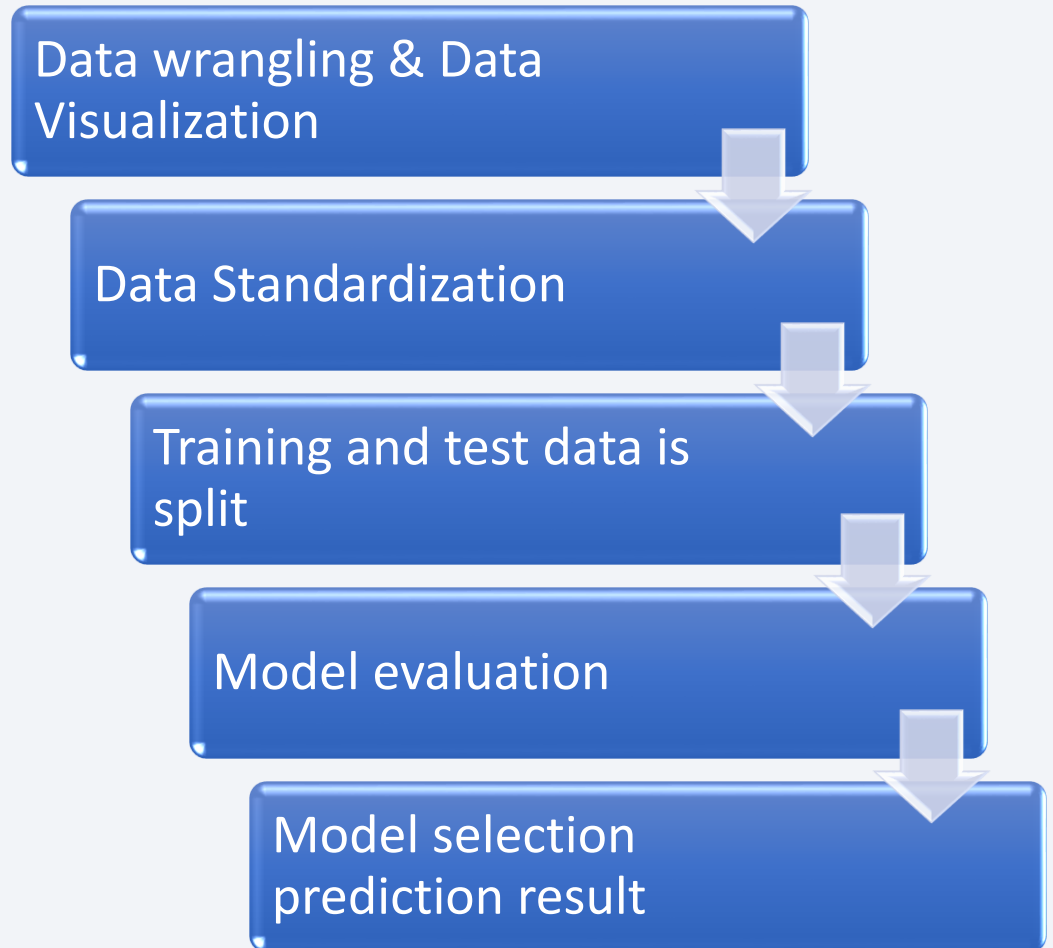 Data wrangling & Data
Visualization
Data Standardization
Training and test data is
split
Model evaluation
Model selection
prediction result